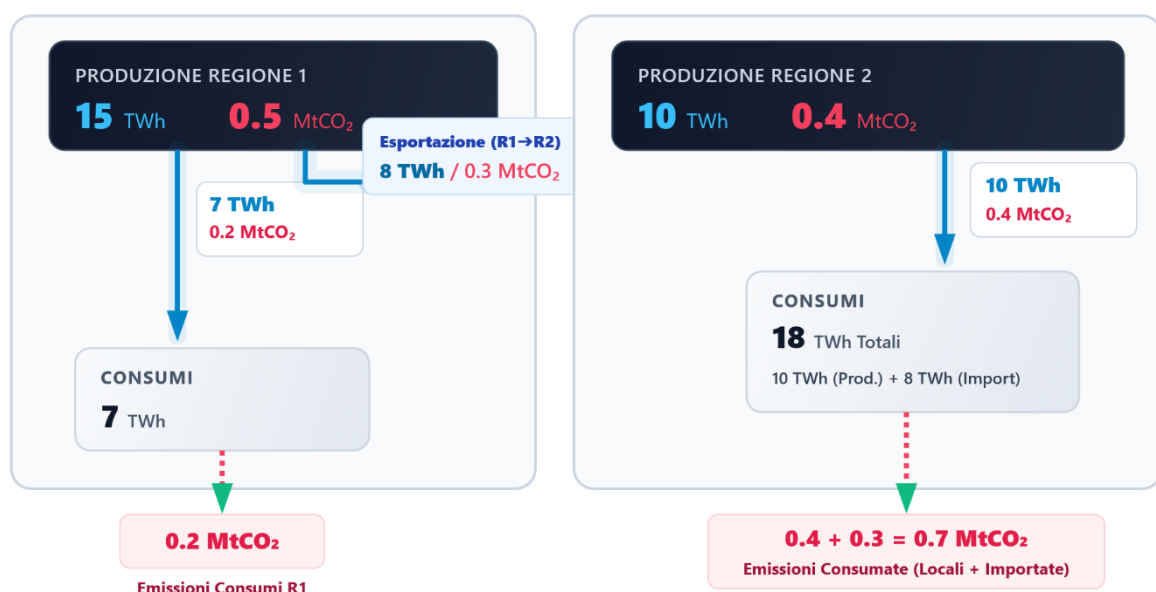 PRODUZIONE REGIONE 1
15 TWh 0.5 MtCO₂
Esportazione (R1→R2)
8 TWh / 0.3 MtCO₂
7 TWh
0.2 MtCO₂
CONSUMI
7 TWh
0.2 MtCO₂
Emissioni Consumi R1
PRODUZIONE REGIONE 2
10 TWh 0.4 MtCO₂
10 TWh
0.4 MtCO₂
CONSUMI
18 TWh Totali
10 TWh (Prod.) + 8 TWh (Import)
0.4 + 0.3 = 0.7 MtCO₂
Emissioni Consumate (Locali + Importate)